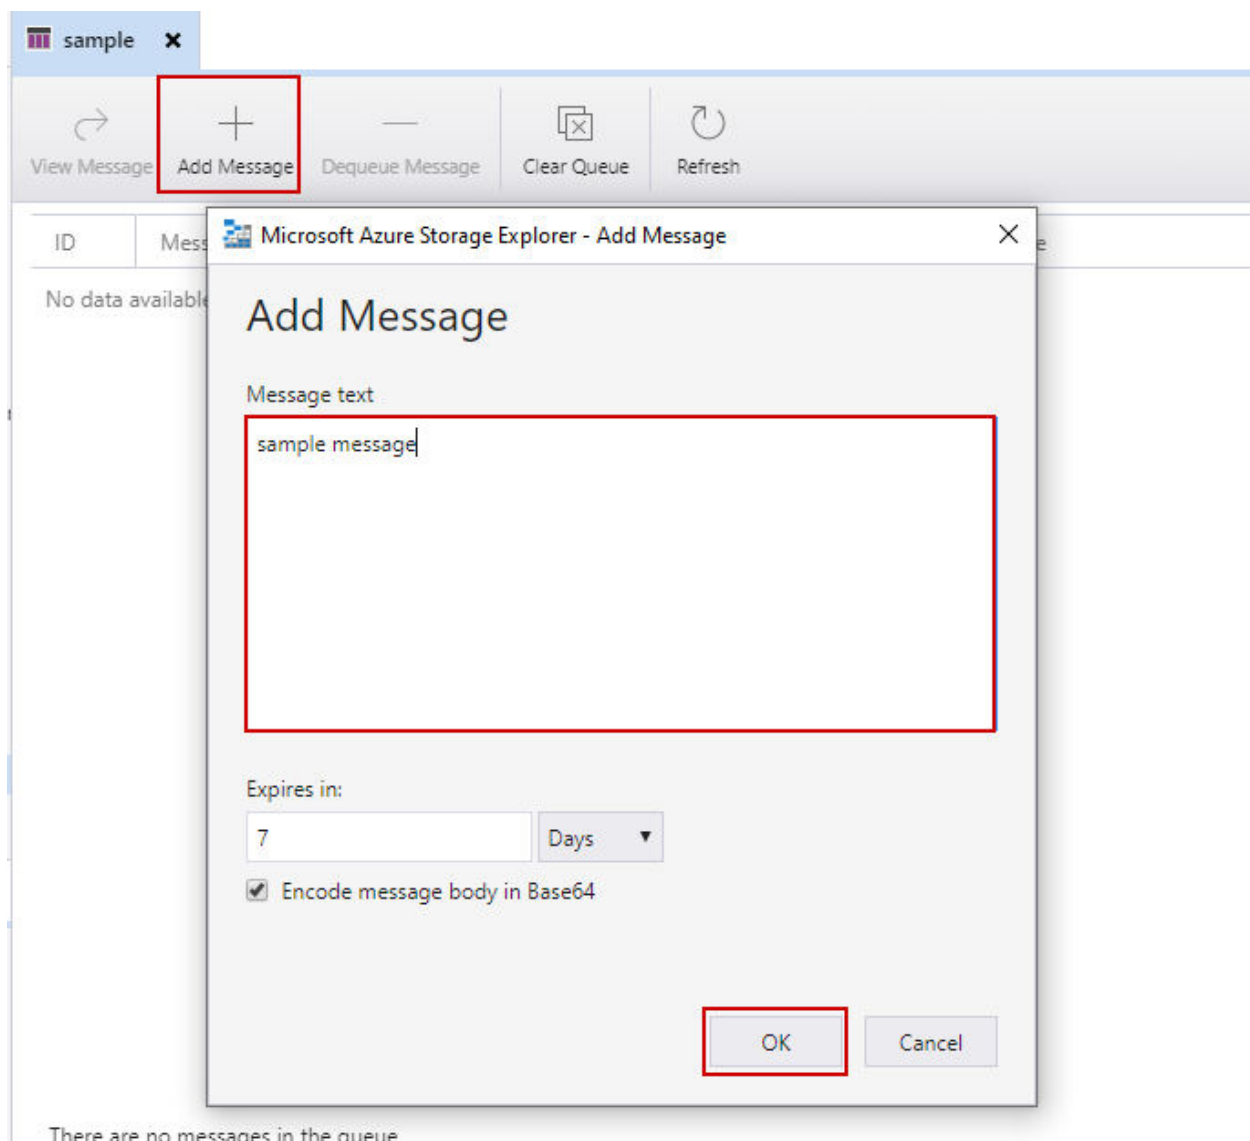 sample
View Message Add Message Dequeue Message Clear Queue Refresh
Microsoft Azure Storage Explorer - Add Message
ID
No data available
Add Message
Message text
sample message
Expires in:
7 Days
Encode message body in Base64
OK Cancel
There are no messages in the queue